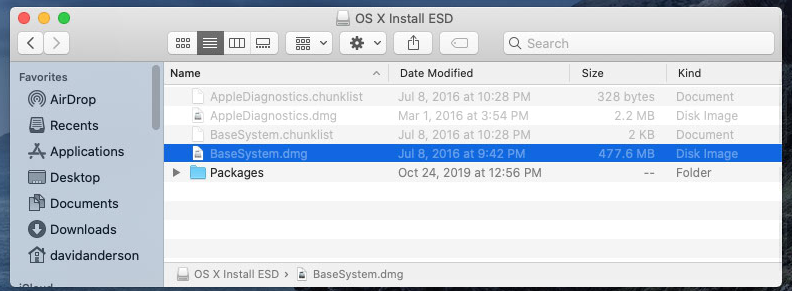 OS X Install ESD
Search
Favorites
AirDrop
Recents
Applications
Desktop
Documents
Downloads
davidanderson
Name Date Modified Size Kind
AppleDiagnostics.chunklist Jul 8, 2016 at 10:28 PM 328 bytes Document
AppleDiagnostics.dmg Mar 1, 2016 at 3:54 PM 2.2 MB Disk Image
BaseSystem.chunklist Jul 8, 2016 at 10:28 PM 2 KB Document
BaseSystem.dmg Jul 8, 2016 at 9:42 PM 477.6 MB Disk Image
Packages Oct 24, 2019 at 12:56 PM -- Folder
OS X Install ESD › BaseSystem.dmg